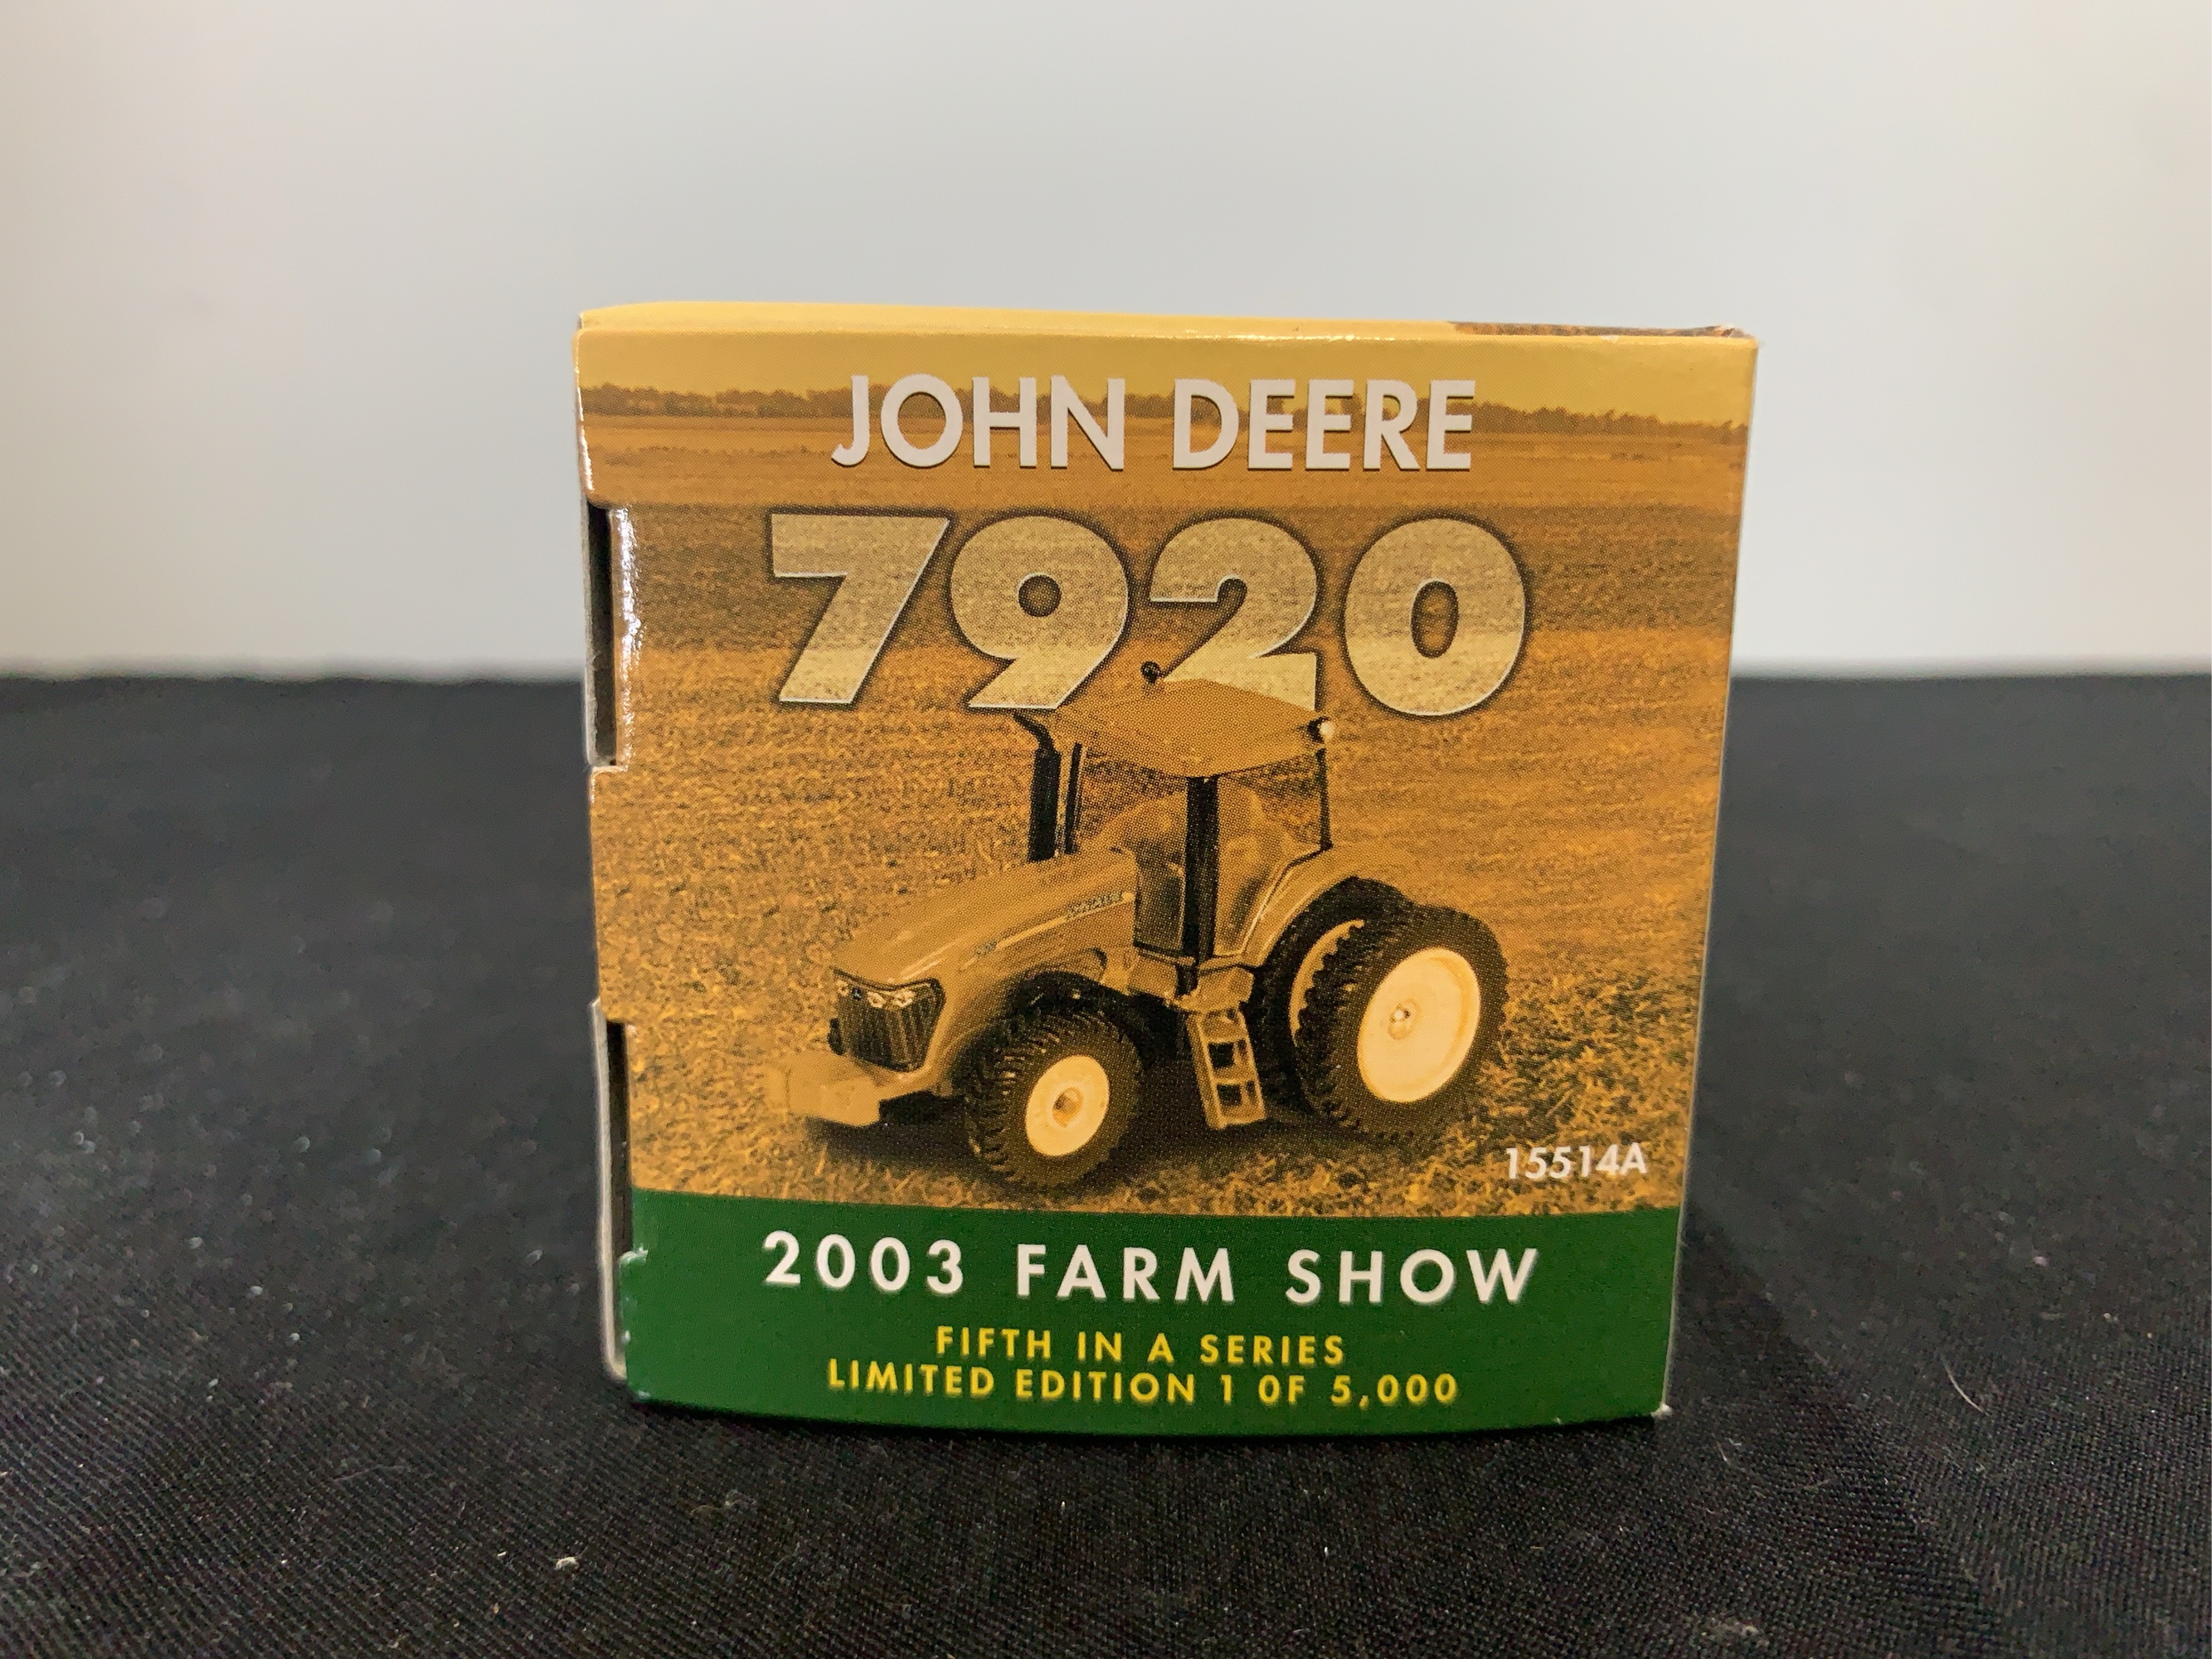 JOHN DEERE
7920
15514A
2003 FARM SHOW
FIFTH IN A SERIES
LIMITED EDITION 1 OF 5,000